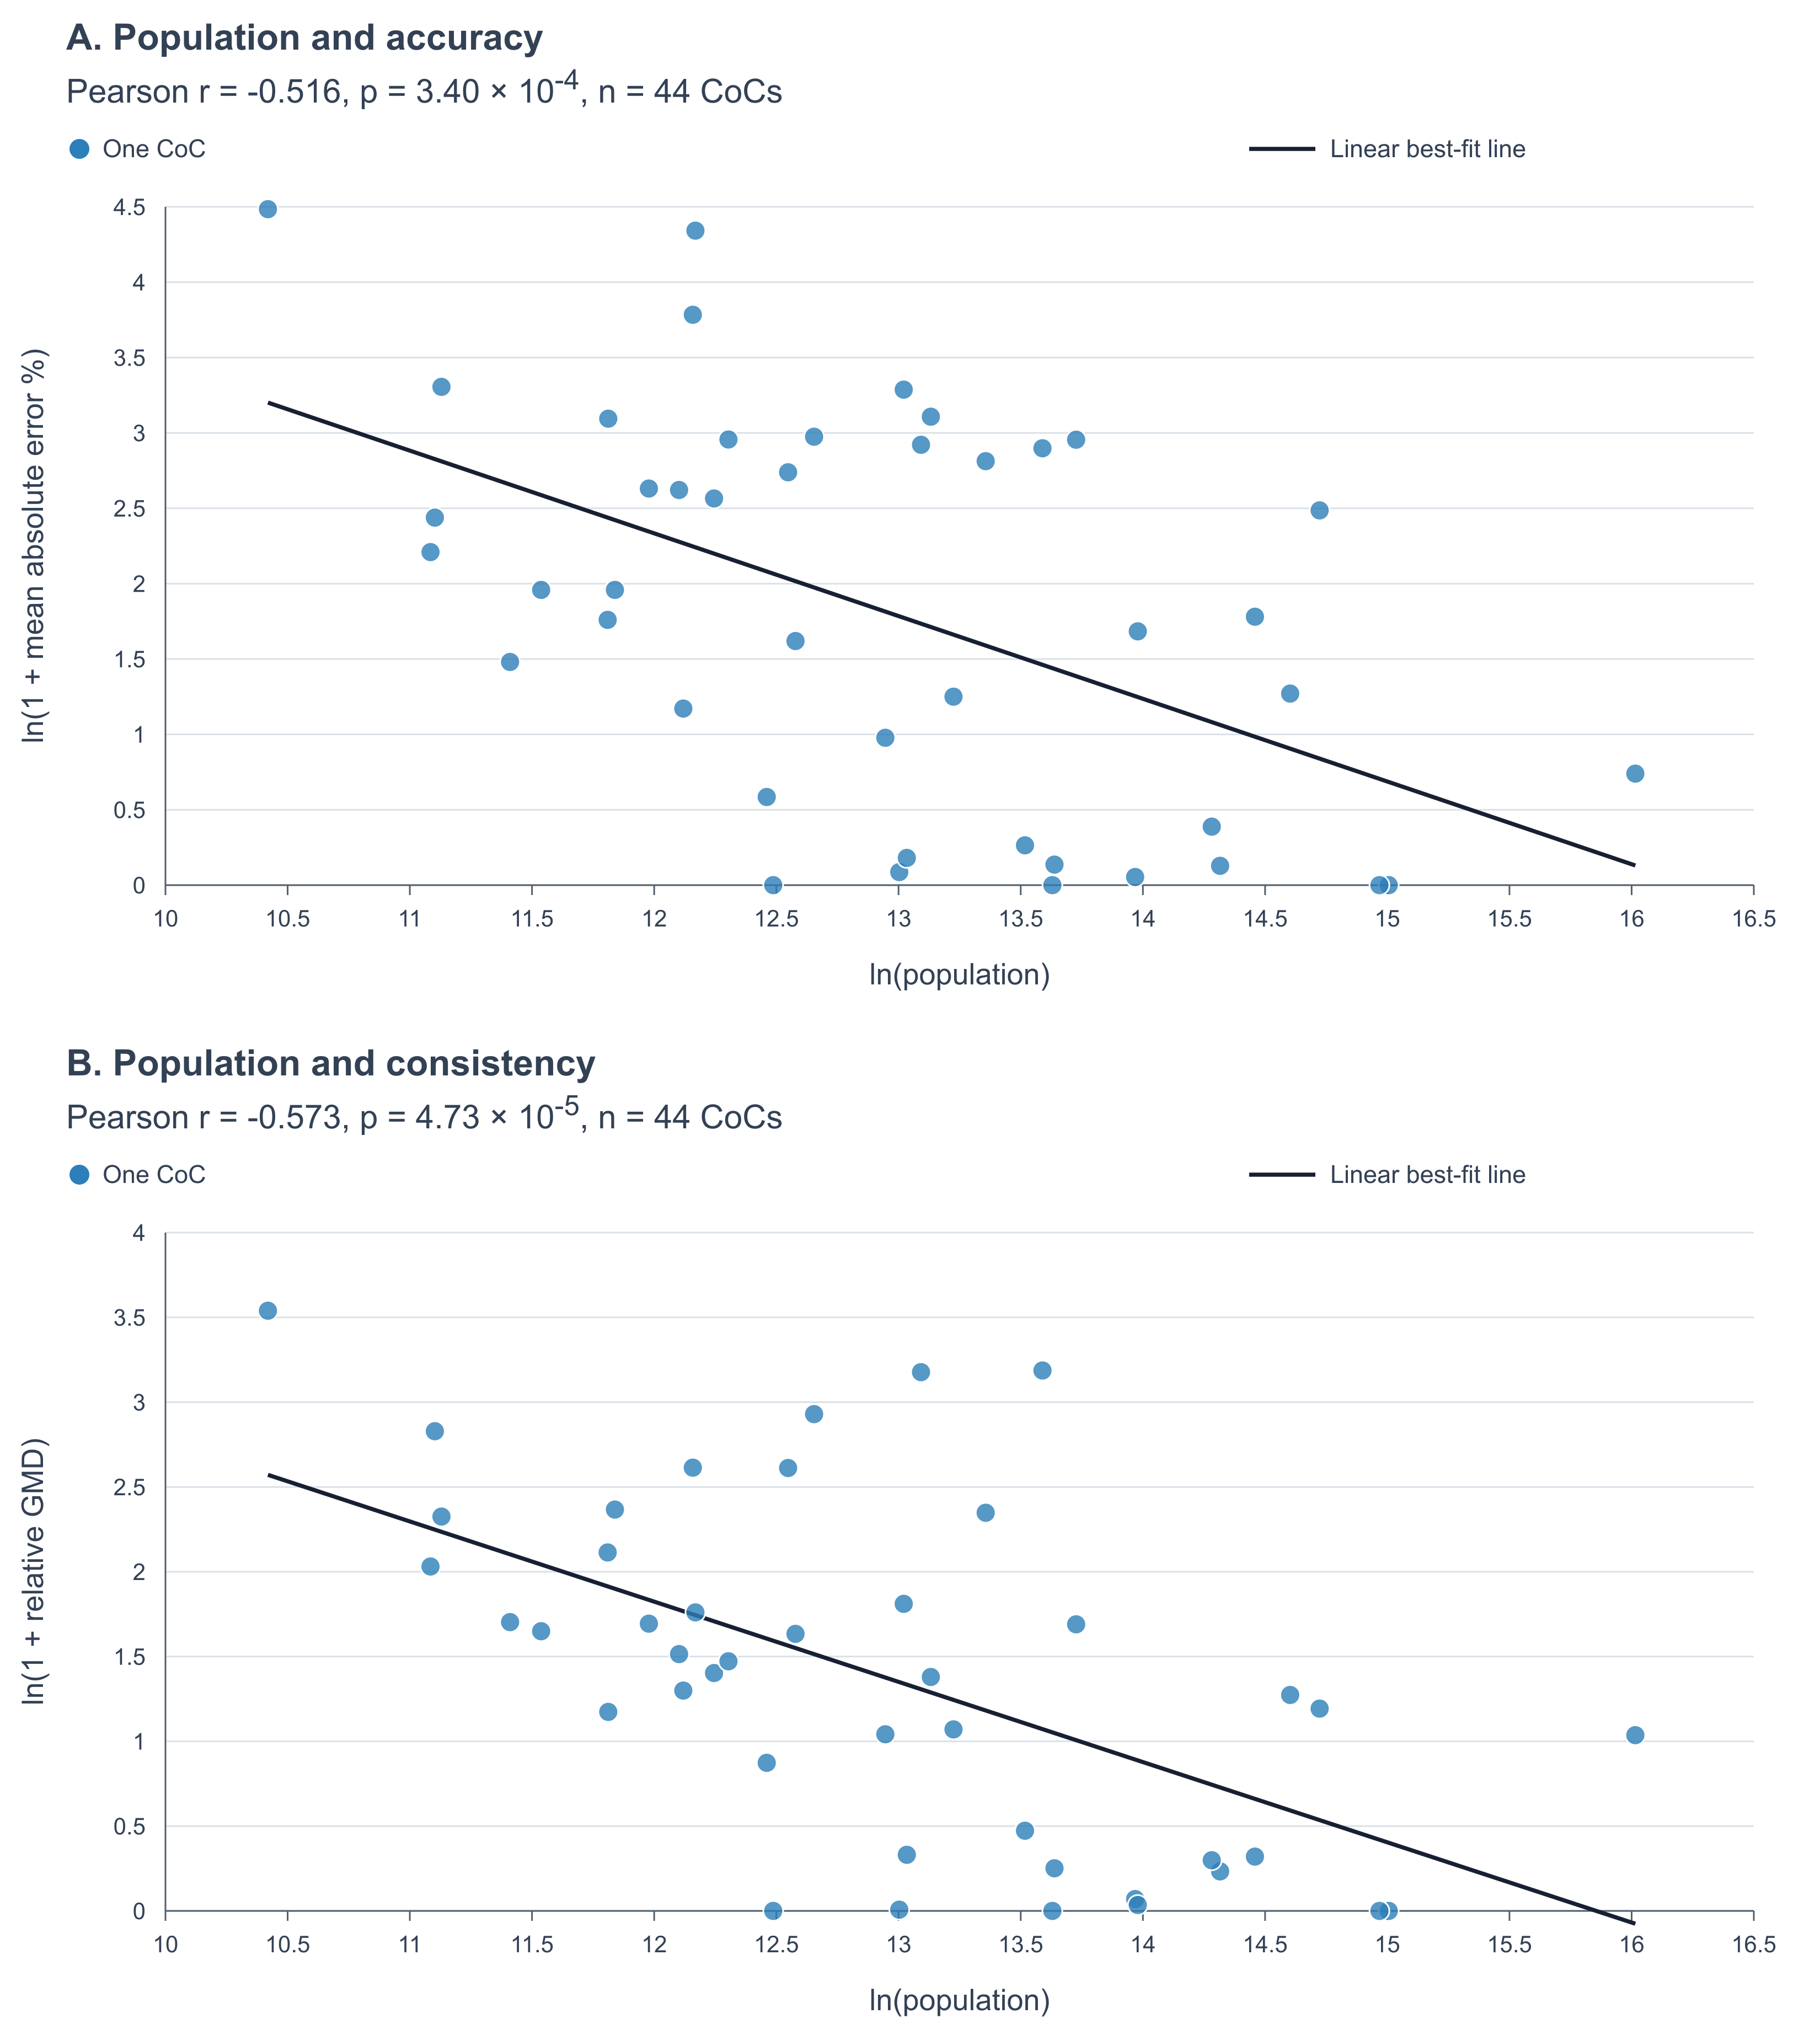 A. Population and accuracy
Pearson r = -0.516, p = 3.40 × 10⁻⁴, n = 44 CoCs
One CoC
Linear best-fit line
ln(1 + mean absolute error %)
4.5
4
3.5
3
2.5
2
1.5
1
0.5
0
10 10.5 11 11.5 12 12.5 13 13.5 14 14.5 15 15.5 16 16.5
ln(population)
B. Population and consistency
Pearson r = -0.573, p = 4.73 × 10⁻⁵, n = 44 CoCs
One CoC
Linear best-fit line
ln(1 + relative GMD)
4
3.5
3
2.5
2
1.5
1
0.5
0
10 10.5 11 11.5 12 12.5 13 13.5 14 14.5 15 15.5 16 16.5
ln(population)